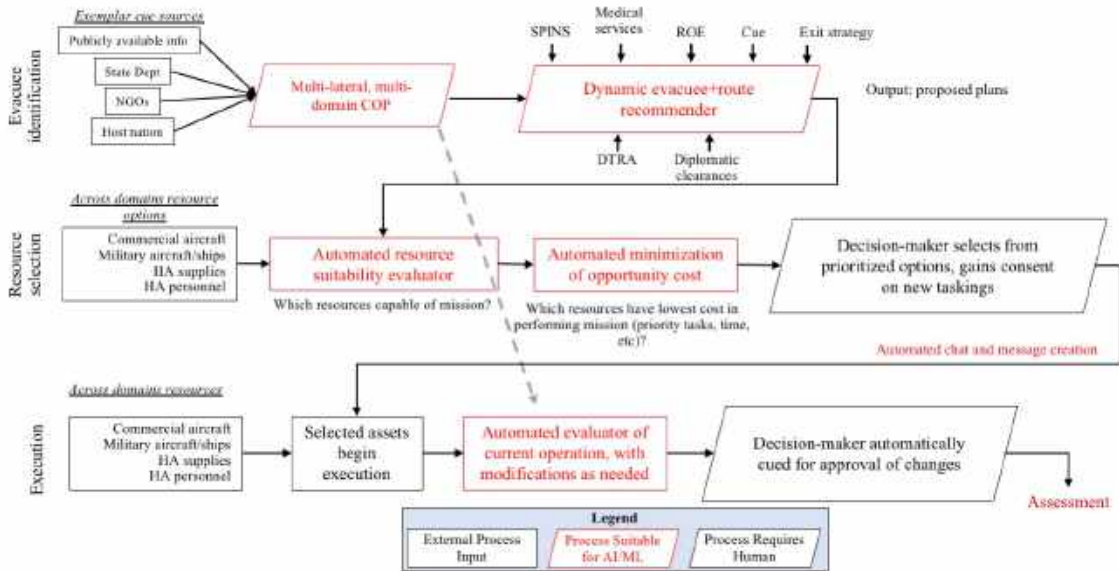 Exemplar cue sources
Publicly available info
State Dept
NGOs
Host nation
Evacuee
identification
Multi-lateral, multi-
domain COP
SPINS
Medical
services
ROE
Cue
Exit strategy
Dynamic evacuee+route
recommender
DTRA
Diplomatic
clearances
Output; proposed plans
Across domains resource
options
Resource
selection
Commercial aircraft
Military aircraft/ships
HA supplies
HA personnel
Automated resource
suitability evaluator
Which resources capable of mission?
Automated minimization
of opportunity cost
Which resources have lowest cost in
performing mission (priority tasks, time,
etc)?
Decision-maker selects from
prioritized options, gains consent
on new taskings
Automated chat and message creation
Across domains resources
Execution
Commercial aircraft
Military aircraft/ships
HA supplies
HA personnel
Selected assets
begin
execution
Automated evaluator of
current operation, with
modifications as needed
Decision-maker automatically
cued for approval of changes
Assessment
Legend
External Process
Input
Process Suitable
for AI/ML
Process Requires
Human